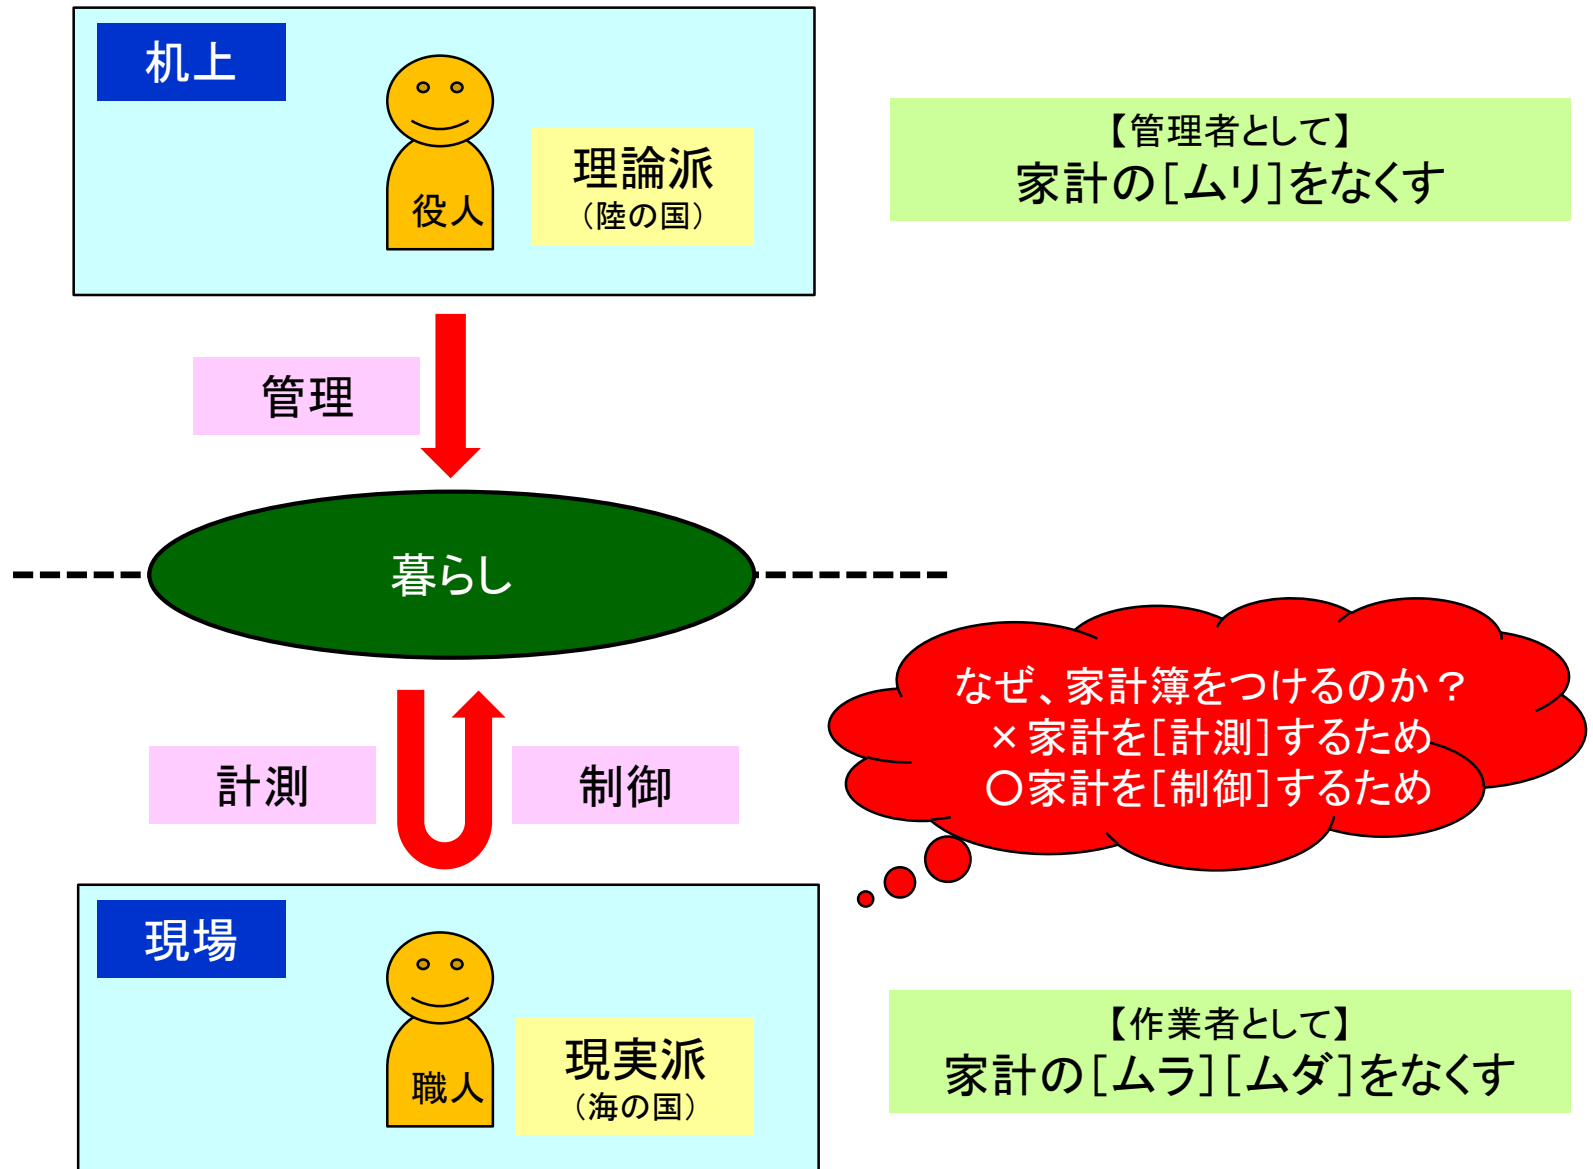 机上
役人
理論派
（陸の国）
【管理者として】
家計の［ムリ］をなくす
管理
暮らし
計測
制御
なぜ、家計簿をつけるのか？
×家計を［計測］するため
〇家計を［制御］するため
現場
職人
現実派
（海の国）
【作業者として】
家計の［ムラ］［ムダ］をなくす